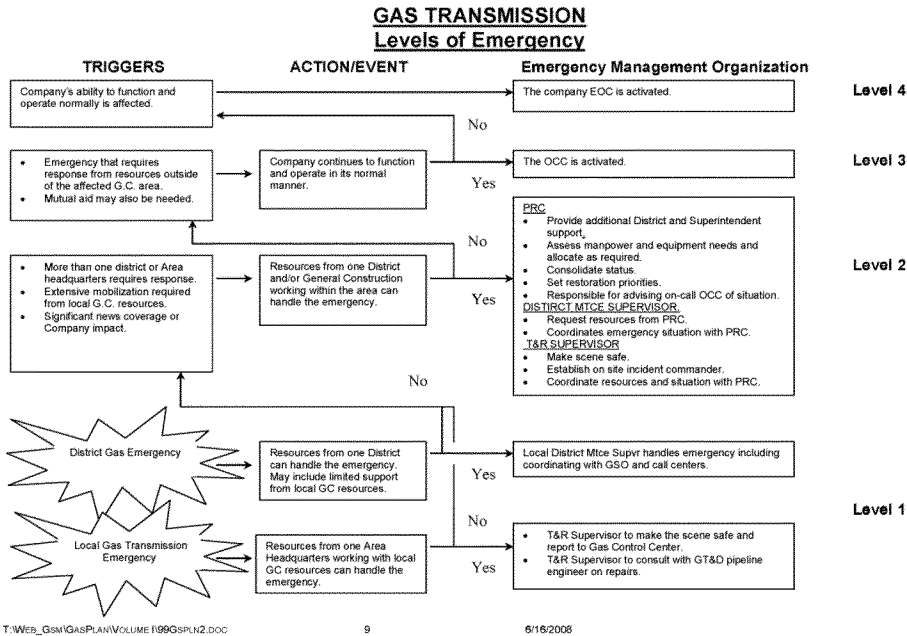 GAS TRANSMISSION
Levels of Emergency
TRIGGERS
ACTION/EVENT
Emergency Management Organization
Company's ability to function and
operate normally is affected.
The company EOC is activated.
Level 4
No
• Emergency that requires
response from resources outside
of the affected G.C. area.
• Mutual aid may also be needed.
Company continues to function
and operate in its normal
manner.
Yes
The OCC is activated.
Level 3
No
• More than one district or Area
headquarters requires response.
• Extensive mobilization required
from local G.C. resources.
• Significant news coverage or
Company impact.
Resources from one District
and/or General Construction
working within the area can
handle the emergency.
Yes
PRC
• Provide additional District and Superintendent
support.
• Assess manpower and equipment needs and
allocate as required.
• Consolidate status.
• Set restoration priorities.
• Responsible for advising on-call OCC of situation.
DISTIRCT MTCE SUPERVISOR.
• Request resources from PRC.
• Coordinates emergency situation with PRC.
T&R SUPERVISOR
• Make scene safe.
• Establish on site incident commander.
• Coordinate resources and situation with PRC.
Level 2
No
District Gas Emergency
Resources from one District
can handle the emergency.
May include limited support
from local GC resources.
Yes
Local District Mtce Supvr handles emergency including
coordinating with GSO and call centers.
Level 1
No
Local Gas Transmission
Emergency
Resources from one Area
Headquarters working with local
GC resources can handle the
emergency.
Yes
• T&R Supervisor to make the scene safe and
report to Gas Control Center.
• T&R Supervisor to consult with GT&D pipeline
engineer on repairs.
T:\WEB_GSM\GASPLAN\VOLUME I\99GSPLN2.DOC
9
6/16/2008